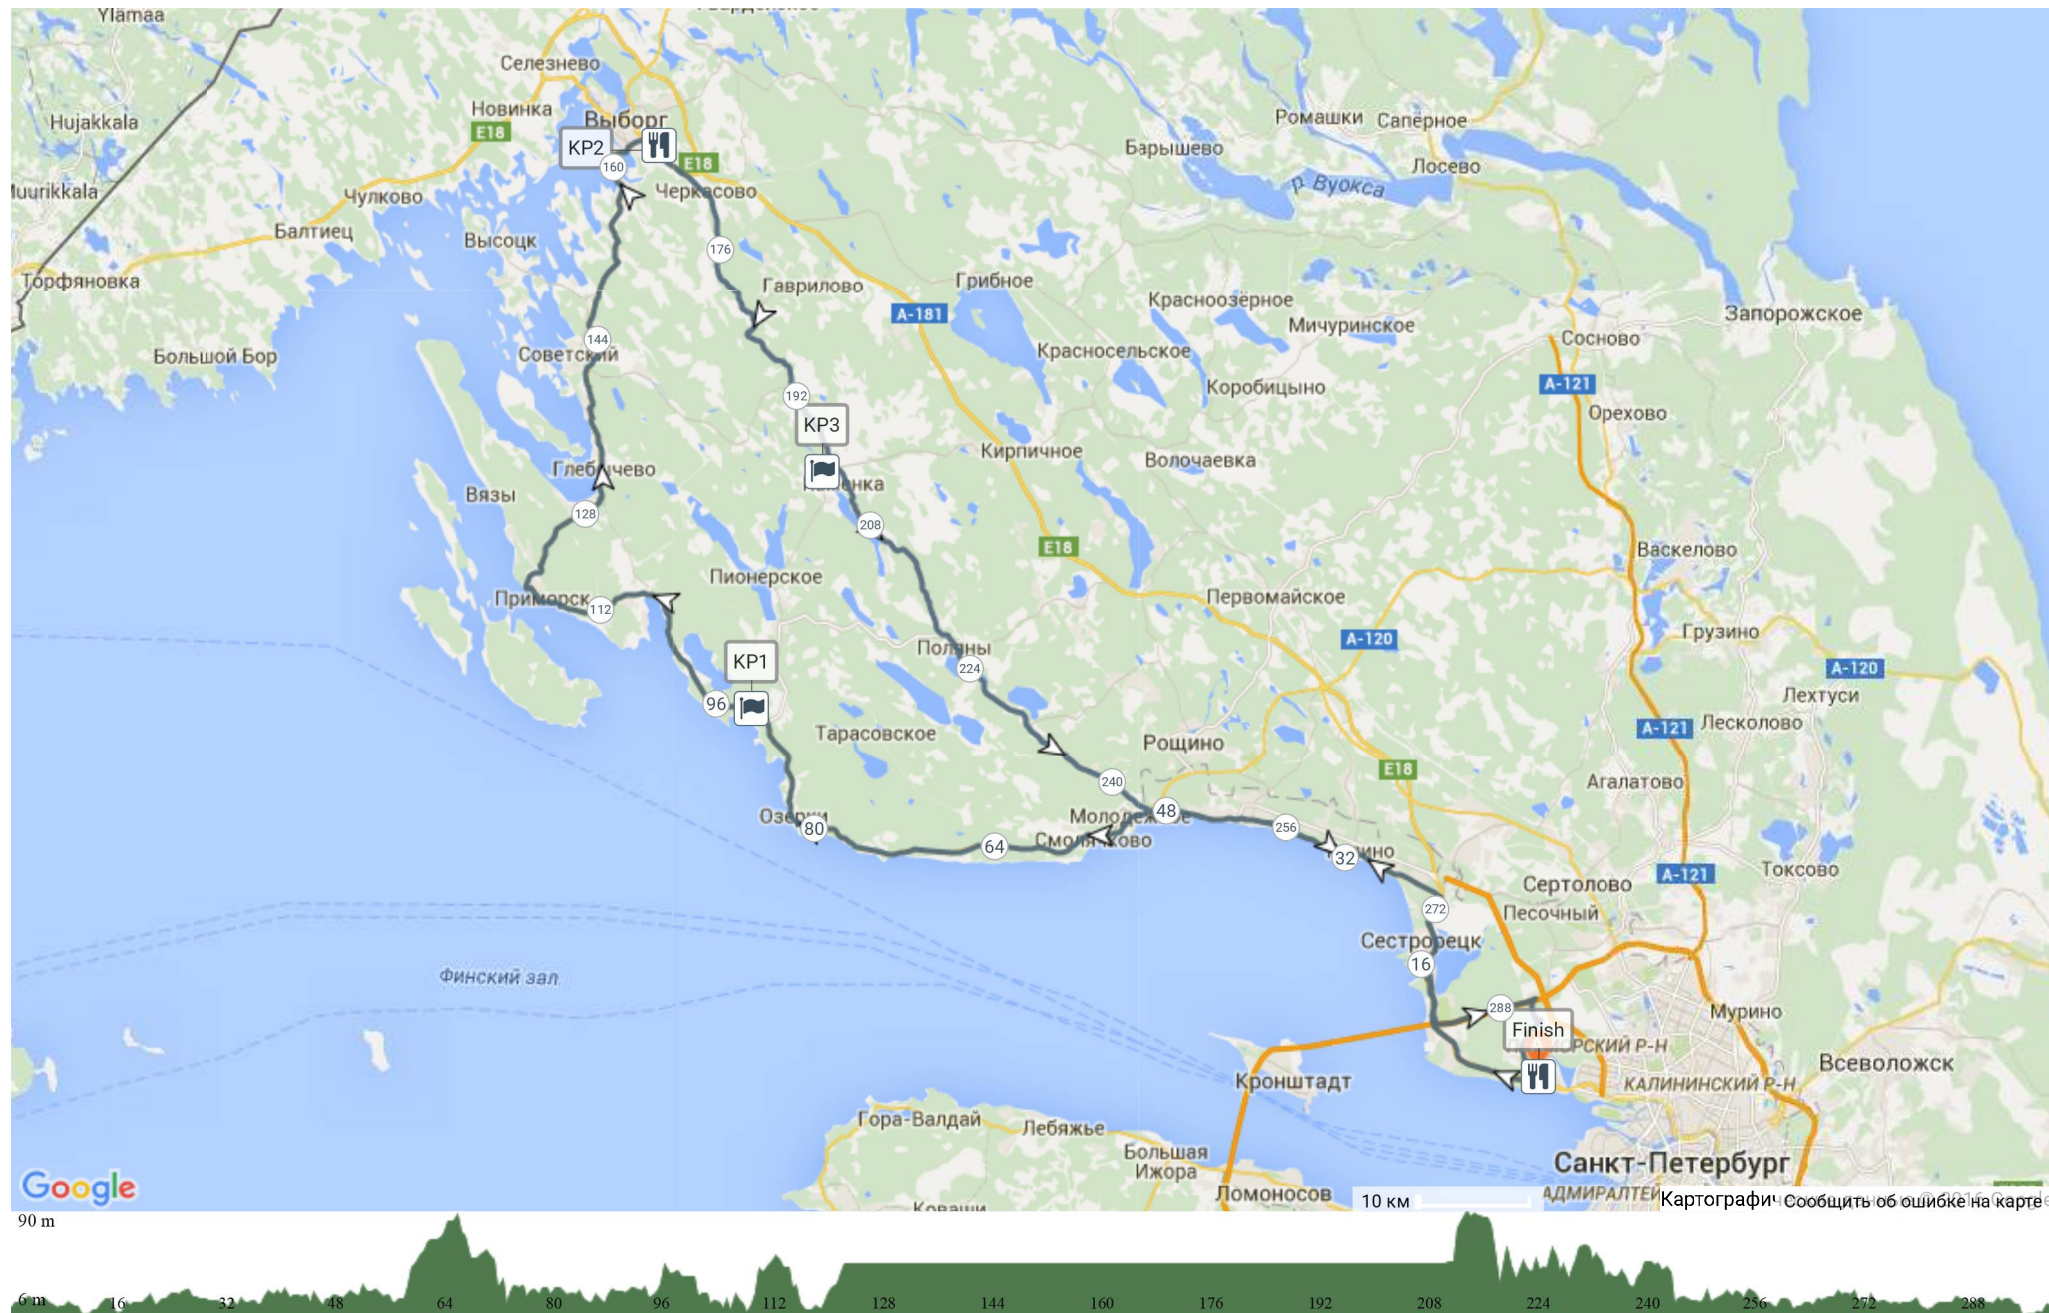 Ylamaa
Селезнево
Новинка
E18
Hujakkala
Выборг
KP2
160
E18
Черкасово
Чулково
Балтиец
Высоцк
Торфяновка
Большой Бор
176
Гаврилово
Грибное
A-181
144
Советский
192
KP3
Глебычево
Вязы
128
208
Приморск
112
Пионерское
KP1
96
Тарасовское
Озерки
80
64
Поляны
224
240
Молодёжное
Смолячково
48
256
32
272
16
288
Finish
Барышево
Ромашки
Сапёрное
Лосево
р. Вуокса
Красноозёрное
Мичуринское
Запорожское
Сосново
Красносельское
Коробицыно
A-121
Орехово
Кирпичное
Волочаевка
E18
Васкелово
Первомайское
A-120
Грузино
A-120
Лехтуси
Лесколово
A-121
Рощино
E18
Агалатово
A-121
Токсово
Сертолово
Песочный
Сестрорецк
Мурино
Всеволожск
КАЛИНИНСКИЙ Р-Н
Кронштадт
Финский зал.
Гора-Валдай
Лебяжье
Большая
Ижора
Ломоносов
Санкт-Петербург
Google
10 км
Сообщить об ошибке на карте
90 m
6 m 16 32 48 64 80 96 112 128 144 160 176 192 208 224 240 256 272 288